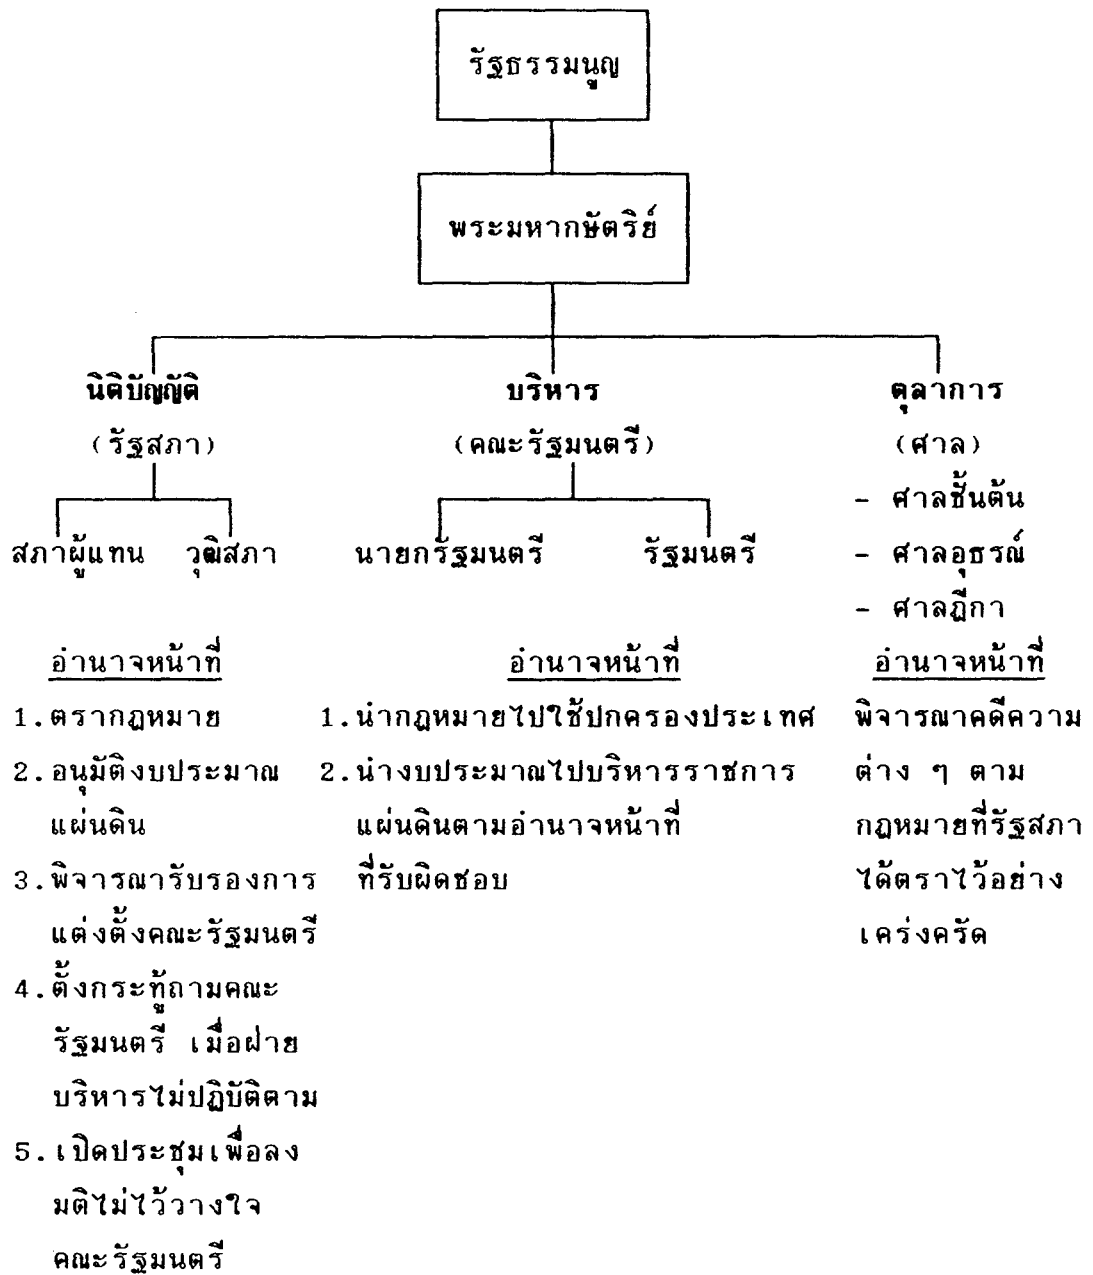 รัฐธรรมนูญ
พระมหากษัตริย์
นิติบัญญัติ
(รัฐสภา)
สภาผู้แทน วุฒิสภา
อำนาจหน้าที่
1.ตรากฎหมาย
2.อนุมัติงบประมาณ
แผ่นดิน
3.พิจารณารับรองการ
แต่งตั้งคณะรัฐมนตรี
4.ตั้งกระทู้ถามคณะ
รัฐมนตรี เมื่อฝ่าย
บริหารไม่ปฏิบัติตาม
5.เปิดประชุมเพื่อลง
มติไม่ไว้วางใจ
คณะรัฐมนตรี
บริหาร
(คณะรัฐมนตรี)
นายกรัฐมนตรี รัฐมนตรี
อำนาจหน้าที่
1.นำกฎหมายไปใช้ปกครองประเทศ
2.นำงบประมาณไปบริหารราชการ
แผ่นดินตามอำนาจหน้าที่
ที่รับผิดชอบ
ตุลาการ
(ศาล)
- ศาลชั้นต้น
- ศาลอุธรณ์
- ศาลฎีกา
อำนาจหน้าที่
พิจารณาคดีความ
ต่าง ๆ ตาม
กฎหมายที่รัฐสภา
ได้ตราไว้อย่าง
เคร่งครัด